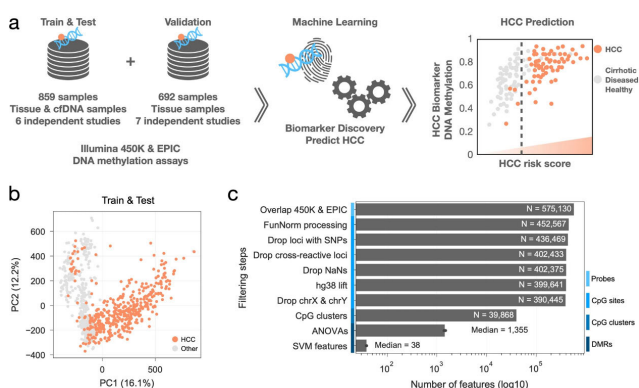 a
Train & Test
Validation
Machine Learning
HCC Prediction
+
859 samples
Tissue & cfDNA samples
6 independent studies
692 samples
Tissue samples
7 independent studies
Illumina 450K & EPIC
DNA methylation assays
Biomarker Discovery
Predict HCC
HCC Biomarker
DNA Methylation
1.0
0.8
0.6
0.4
0.2
0
HCC risk score
HCC
Cirrhotic
Diseased
Healthy
b
Train & Test
PC2 (12.2%)
600
400
200
0
−200
−400
0
500
PC1 (16.1%)
HCC
Other
c
Filtering steps
Overlap 450K & EPIC
N = 575,130
FunNorm processing
N = 452,567
Drop loci with SNPs
N = 436,469
Drop cross-reactive loci
N = 402,433
Drop NaNs
N = 402,375
hg38 lift
N = 399,641
Drop chrX & chrY
N = 390,445
CpG clusters
N = 39,868
ANOVAs
Median = 1,355
SVM features
Median = 38
10²
10³
10⁴
10⁵
Number of features (log10)
Probes
CpG sites
CpG clusters
DMRs